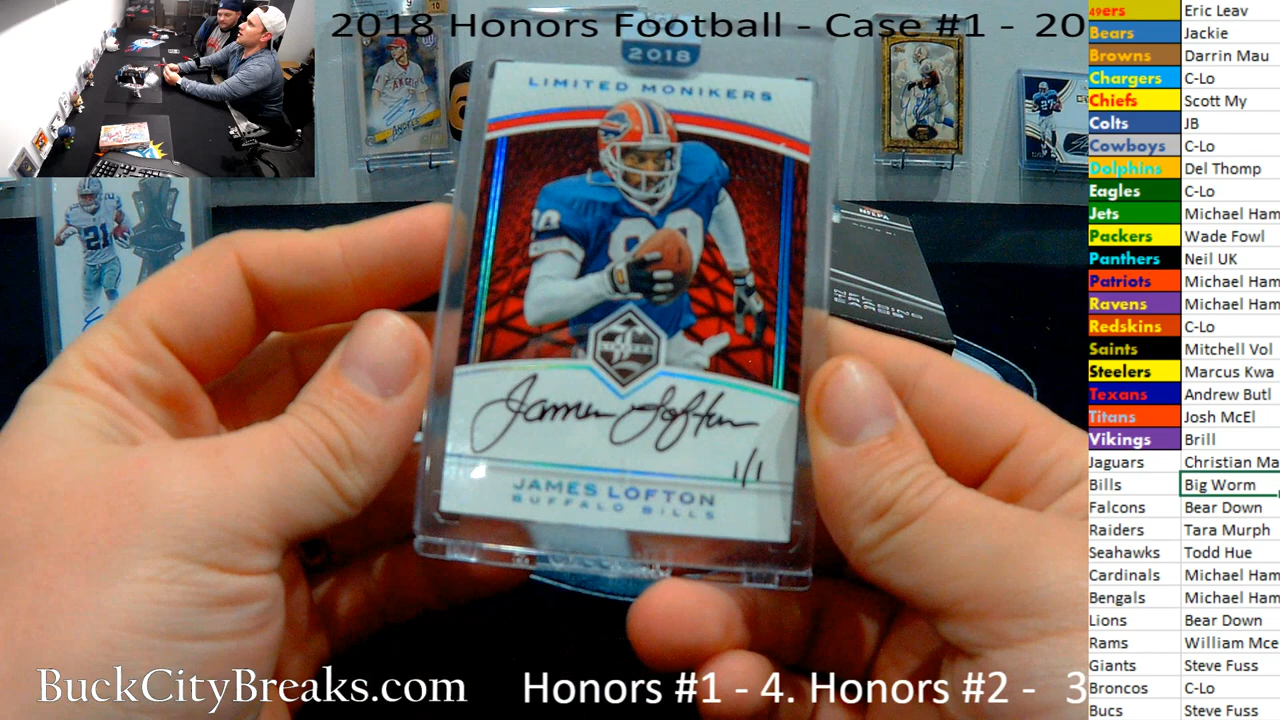 2018 Honors Football - Case #1 - 20
2018
LIMITED MONIKERS
James Lofton
1/1
JAMES LOFTON
BUFFALO BILLS
BuckCityBreaks.com
Honors #1 - 4. Honors #2 - 3
49ers Eric Leav
Bears Jackie
Browns Darrin Mau
Chargers C-Lo
Chiefs Scott My
Colts JB
Cowboys C-Lo
Dolphins Del Thomp
Eagles C-Lo
Jets Michael Ham
Packers Wade Fowl
Panthers Neil UK
Patriots Michael Ham
Ravens Michael Ham
Redskins C-Lo
Saints Mitchell Vol
Steelers Marcus Kwa
Texans Andrew Butl
Titans Josh McEl
Vikings Brill
Jaguars Christian Ma
Bills Big Worm
Falcons Bear Down
Raiders Tara Murph
Seahawks Todd Hue
Cardinals Michael Ham
Bengals Michael Ham
Lions Bear Down
Rams William Mce
Giants Steve Fuss
Broncos C-Lo
Bucs Steve Fuss